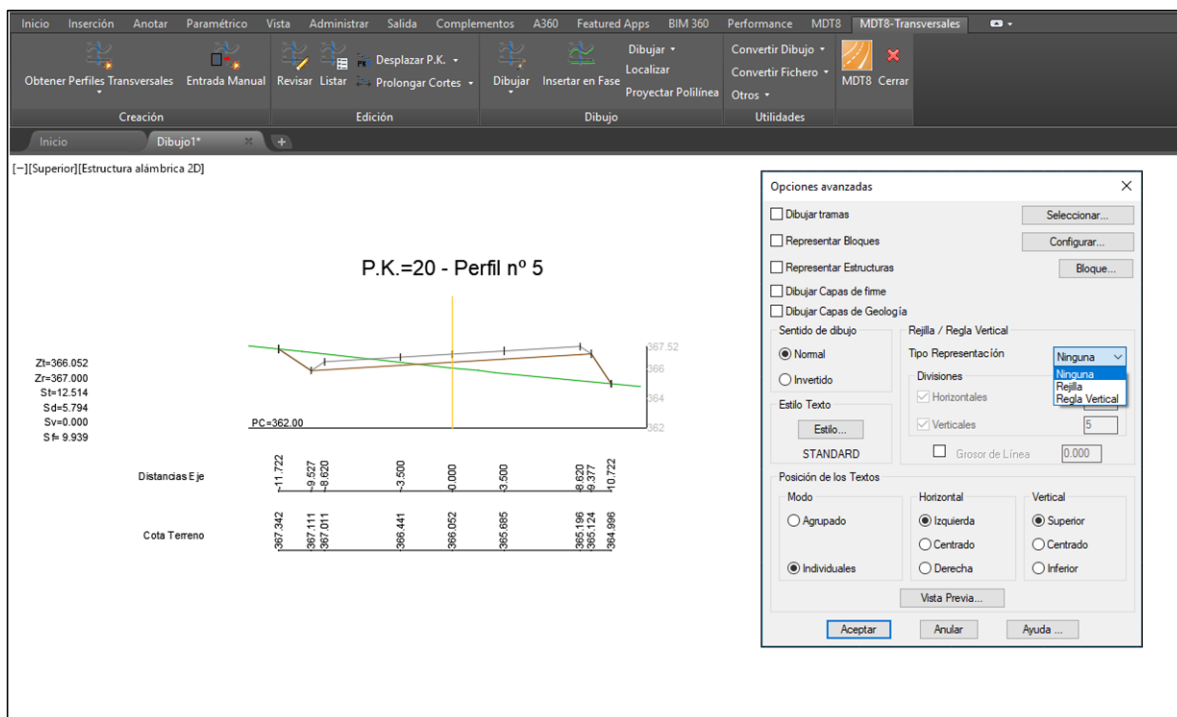 Inicio Inserción Anotar Paramétrico Vista Administrar Salida Complementos A360 Featured Apps BIM 360 Performance MDT8 MDT8-Transversales
Obtener Perfiles Transversales Entrada Manual Revisar Listar Desplazar P.K. Prolongar Cortes Dibujar Insertar en Fase Dibujar Localizar Proyectar Polilínea Convertir Dibujo Convertir Fichero Otros MDT8 Cerrar
Creación Edición Dibujo Utilidades
Inicio Dibujo1*
[−][Superior][Estructura alámbrica 2D]
P.K.=20 - Perfil nº 5
Zt=366.052
Zr=367.000
St=12.514
Sd=5.794
Sv=0.000
Sf= 9.939
367.52
366
364
362
PC=362.00
Distancias Eje
-11.722 -9.527 -8.620 -3.500 0.000 3.500 8.620 9.377 10.722
Cota Terreno
367.342 367.111 367.011 366.441 366.052 365.685 365.196 365.124 364.996
Opciones avanzadas
Dibujar tramas Seleccionar...
Representar Bloques Configurar...
Representar Estructuras Bloque...
Dibujar Capas de firme
Dibujar Capas de Geología
Sentido de dibujo
Normal
Invertido
Rejilla / Regla Vertical
Tipo Representación Ninguna
Ninguna
Rejilla
Regla Vertical
Divisiones
Horizontales
Verticales 5
Grosor de Línea 0.000
Estilo Texto
Estilo...
STANDARD
Posición de los Textos
Modo
Agrupado
Individuales
Horizontal
Izquierda
Centrado
Derecha
Vertical
Superior
Centrado
Inferior
Vista Previa...
Aceptar Anular Ayuda ...